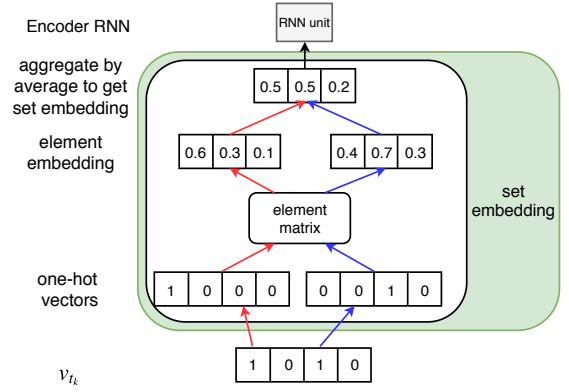 Encoder RNN
RNN unit
aggregate by
average to get
set embedding
0.5 0.5 0.2
element
embedding
0.6 0.3 0.1
0.4 0.7 0.3
element
matrix
set
embedding
one-hot
vectors
1 0 0 0
0 0 1 0
1 0 1 0
v_{t_k}